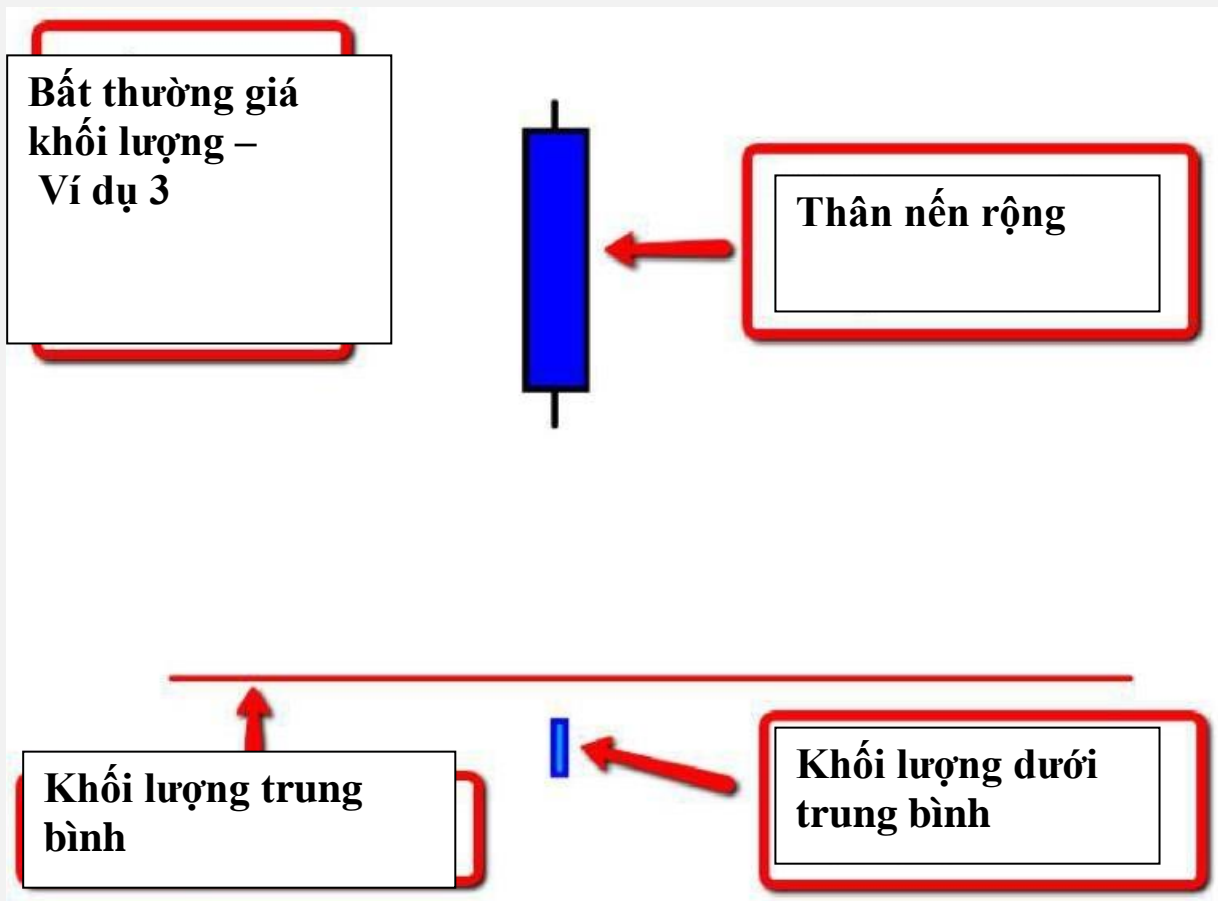 Bất thường giá
khối lượng –
Ví dụ 3
Thân nến rộng
Khối lượng trung
bình
Khối lượng dưới
trung bình